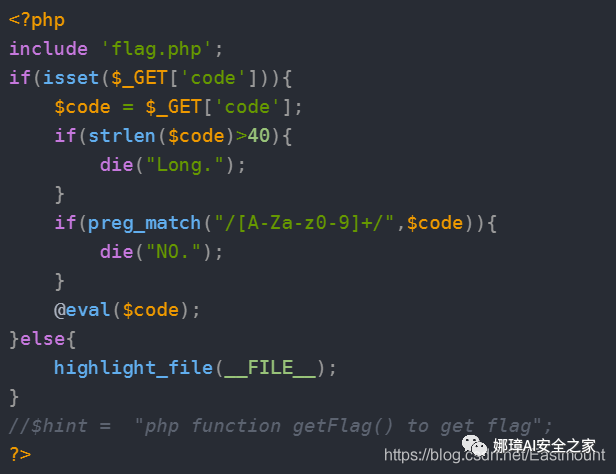 <?php
include 'flag.php';
if(isset($_GET['code'])){
    $code = $_GET['code'];
    if(strlen($code)>40){
        die("Long.");
    }
    if(preg_match("/[A-Za-z0-9]+/",$code)){
        die("NO.");
    }
    @eval($code);
}else{
    highlight_file(__FILE__);
}
//$hint =  "php function getFlag() to get flag";
?>
娜璋AI安全之家
https://blog.csdn.net/Eastmount